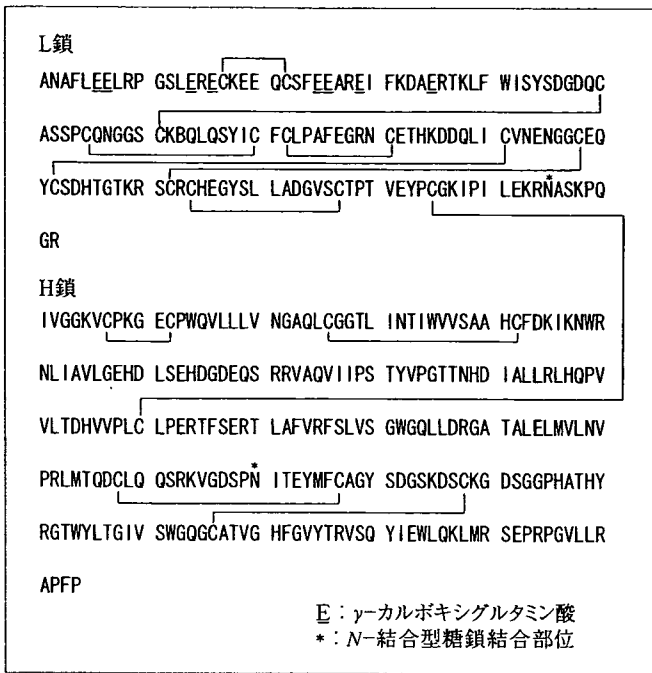 L鎖
ANAFLEELRP GSLERECKEE QCSFEEAREI FKDAERTKLF WISYSDGDQC
ASSPCQNGGS CKBQLQSYIC FCLPAFEGRN CETHKDDQLI CVNENGGCEQ
YCSDHTGTKR SCRCHEGYSL LADGVSCTPT VEYPCGKIPI LEKRNASKPQ
GR
H鎖
IVGGKVCPKG ECPWQVLLLV NGAQLCGGTL INTIWVVSAA HCFDKIKNWR
NLIAVLGEHD LSEHDGDEQS RRVAQVIIPS TYVPGTTNHD IALLRLHQPV
VLTDHVVPLC LPERTFSERT LAFVRFSLVS GWGQLLDRGA TALELMVLNV
PRLMTQDCLQ QSRKVGDSPN ITEYMFCAGY SDGSKDSCKG DSGGPHATHY
RGTWYLTGIV SWGQGCATVG HFGVYTRVSQ YIEWLQKLMR SEPRPGVLLR
APFP
E：γ−カルボキシグルタミン酸
*：N−結合型糖鎖結合部位